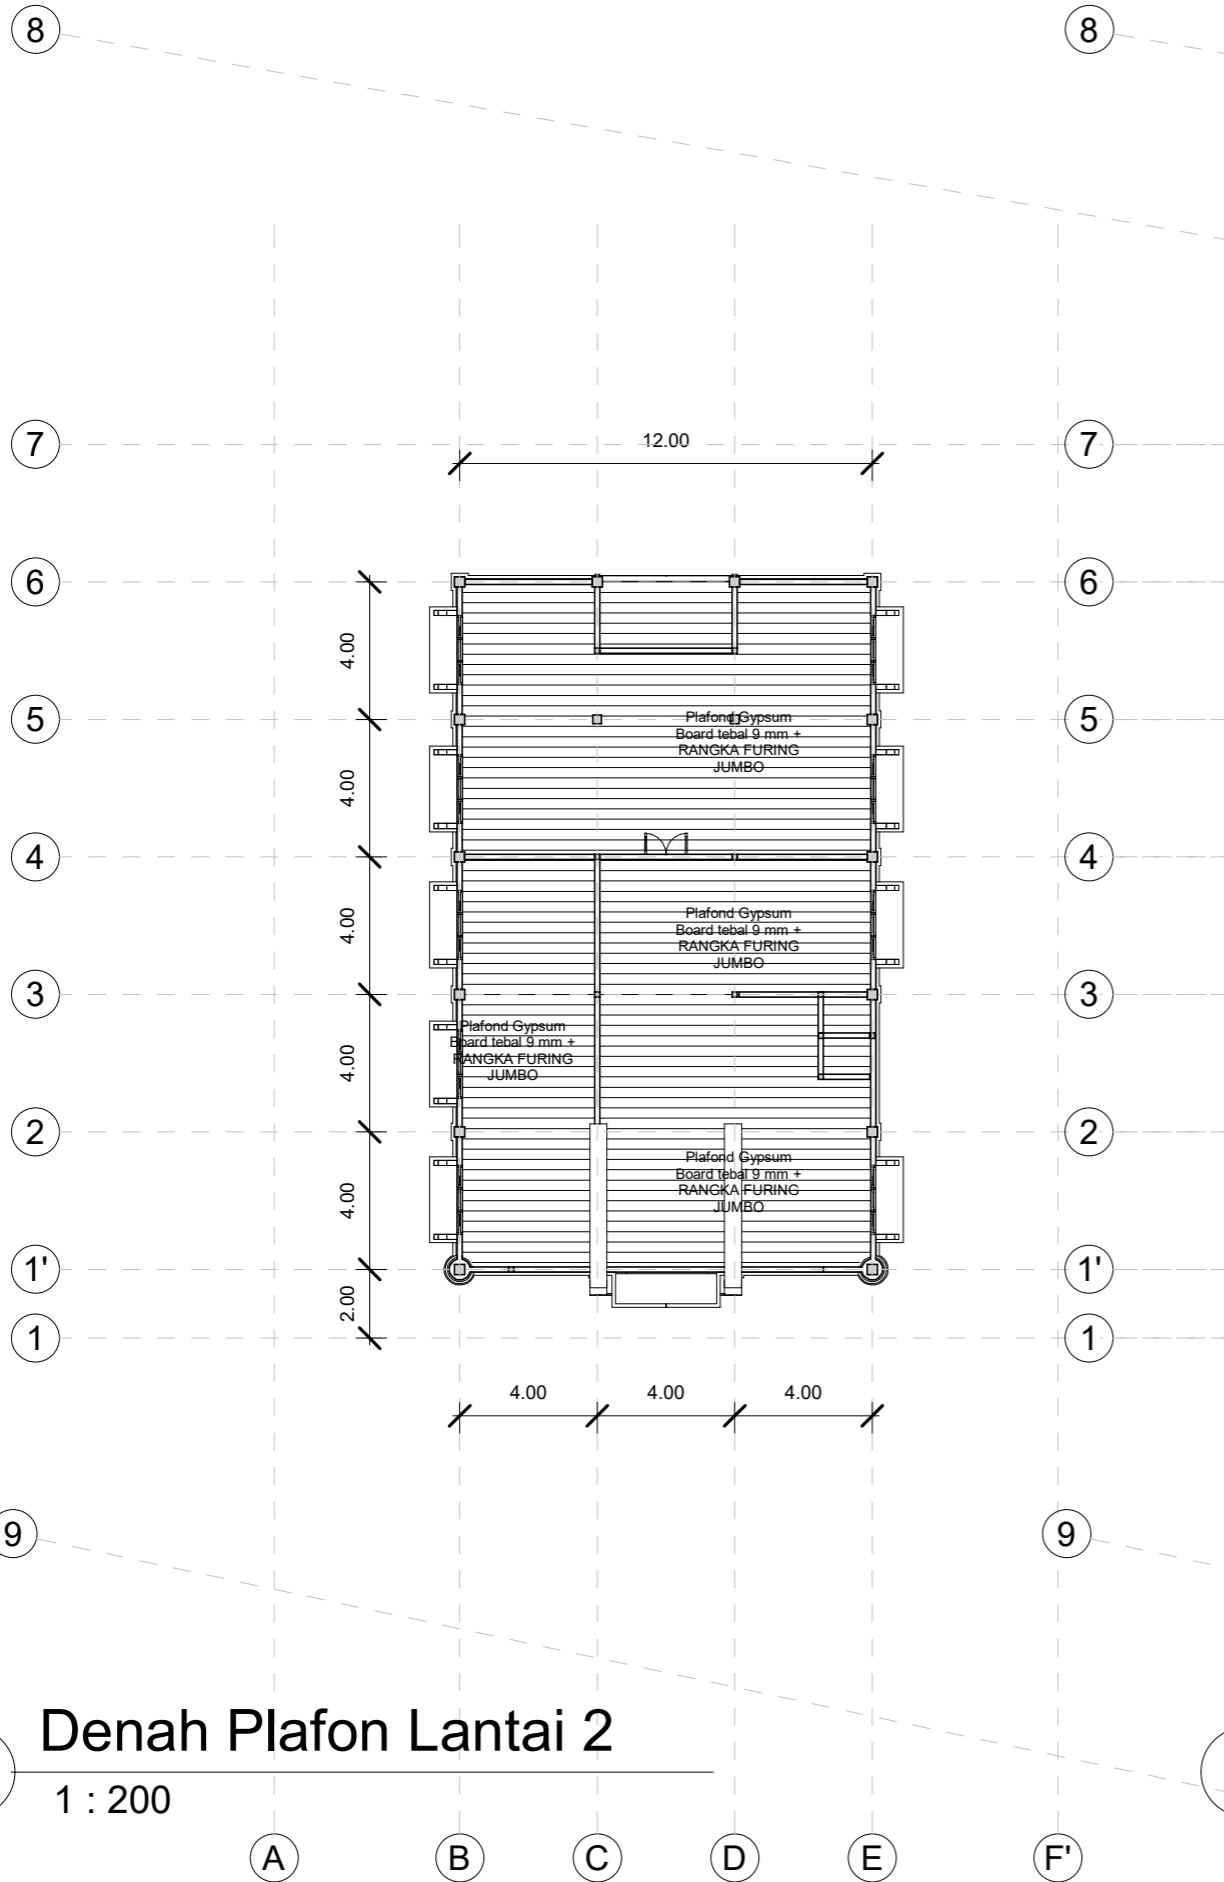 8
8
7
12.00
7
6
6
4.00
5
Plafond Gypsum
Board tebal 9 mm +
RANGKA FURING
JUMBO
5
4.00
4
4
4.00
Plafond Gypsum
Board tebal 9 mm +
RANGKA FURING
JUMBO
3
3
4.00
Plafond Gypsum
Board tebal 9 mm +
RANGKA FURING
JUMBO
2
2
4.00
Plafond Gypsum
Board tebal 9 mm +
RANGKA FURING
JUMBO
1'
1'
2.00
1
1
4.00
4.00
4.00
9
9
Denah Plafon Lantai 2
1 : 200
A
B
C
D
E
F'